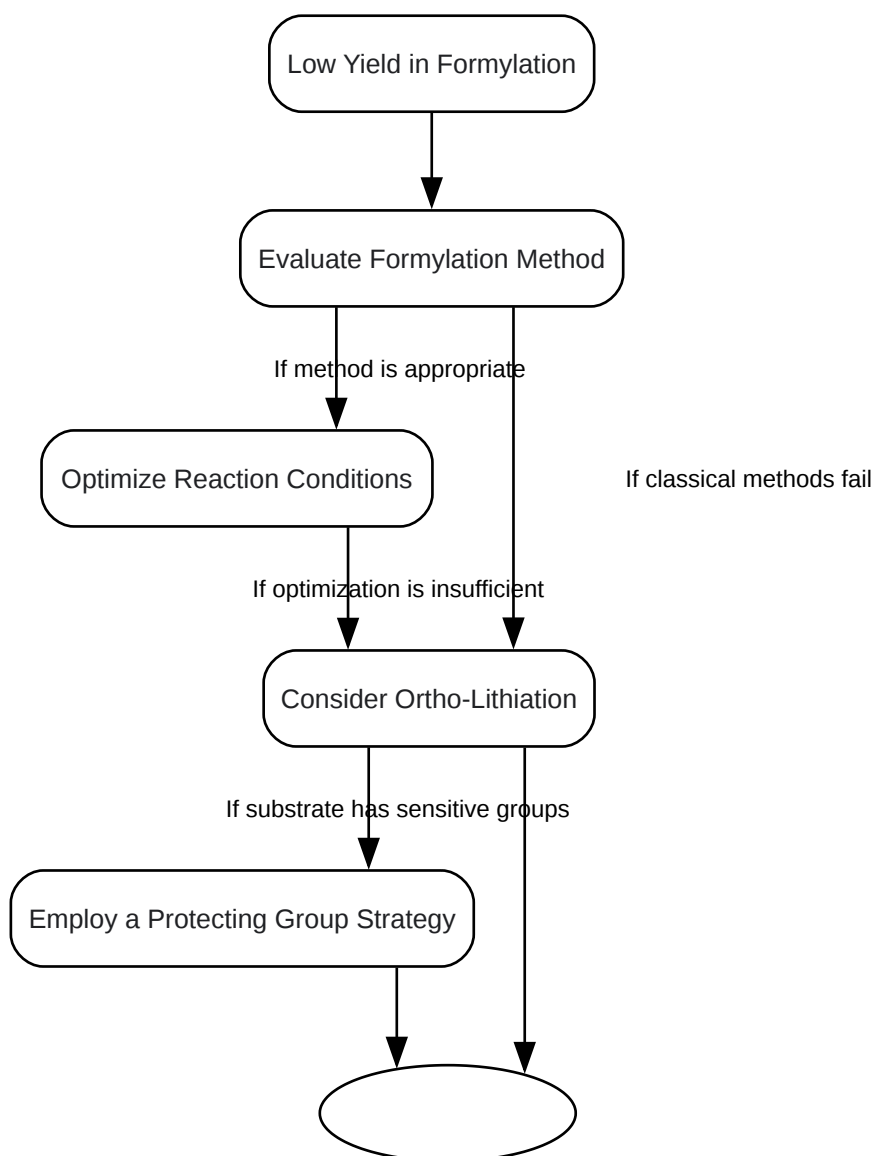 Low Yield in Formylation
Evaluate Formylation Method
If method is appropriate
Optimize Reaction Conditions
If classical methods fail
If optimization is insufficient
Consider Ortho-Lithiation
If substrate has sensitive groups
Employ a Protecting Group Strategy